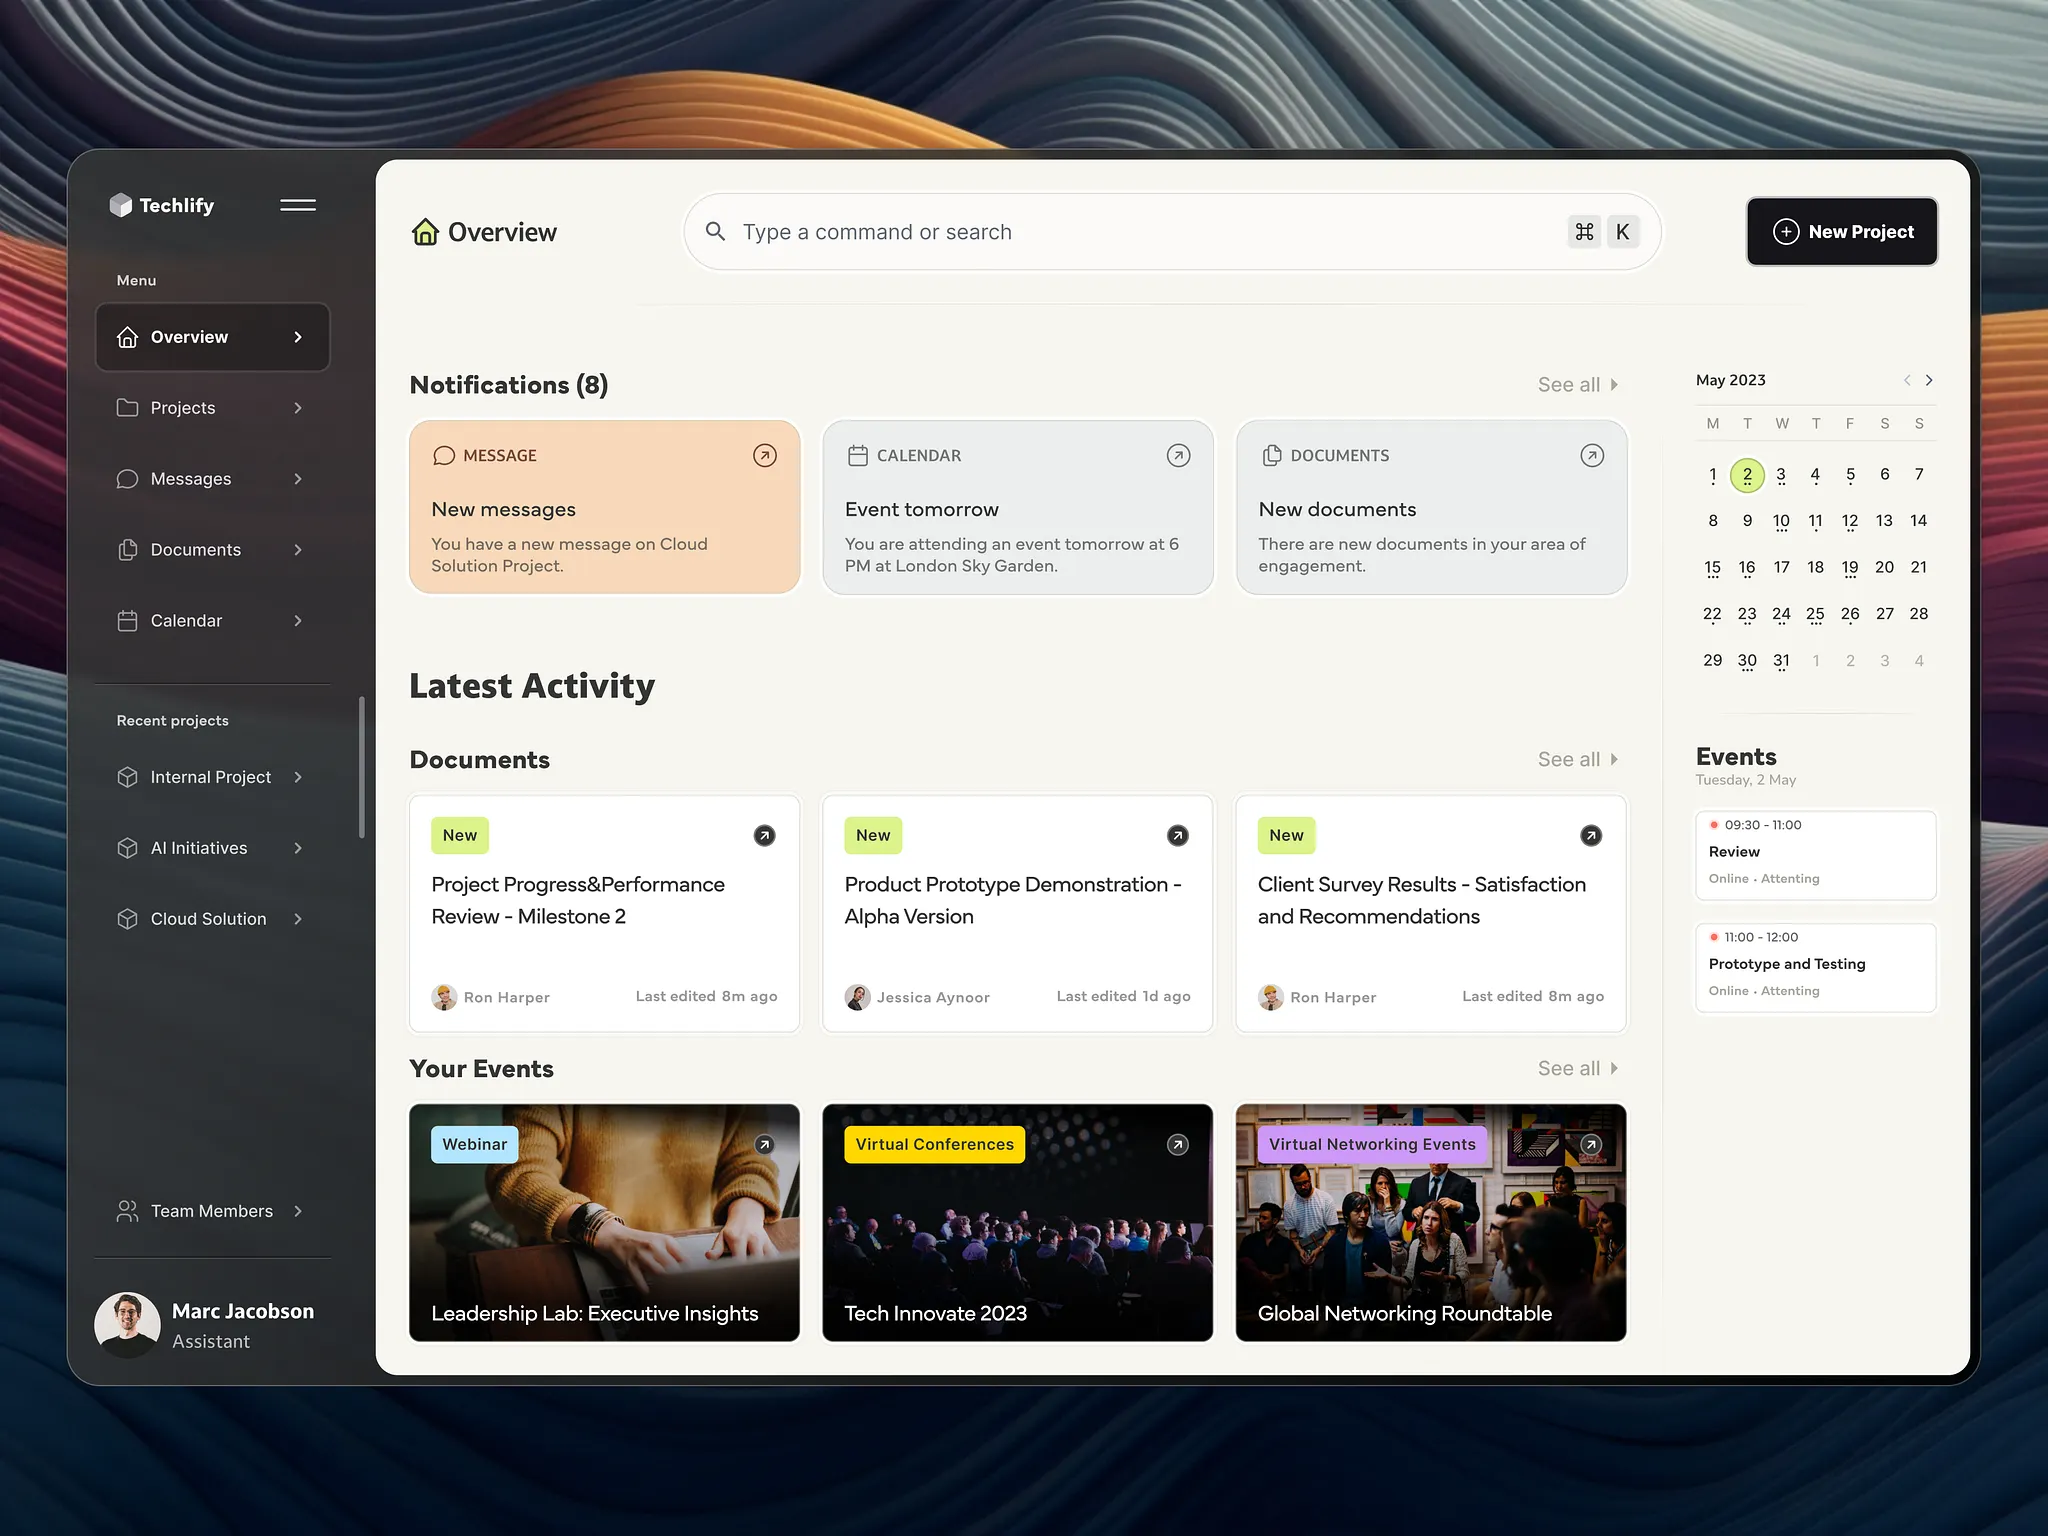 Techlify
Menu
Overview
Projects
Messages
Documents
Calendar
Recent projects
Internal Project
AI Initiatives
Cloud Solution
Team Members
Marc Jacobson
Assistant
Overview
Type a command or search
⌘ K
New Project
Notifications (8)
See all
MESSAGE
New messages
You have a new message on Cloud
Solution Project.
CALENDAR
Event tomorrow
You are attending an event tomorrow at 6
PM at London Sky Garden.
DOCUMENTS
New documents
There are new documents in your area of
engagement.
Latest Activity
Documents
See all
New
Project Progress&Performance
Review - Milestone 2
Ron Harper
Last edited 8m ago
New
Product Prototype Demonstration -
Alpha Version
Jessica Aynoor
Last edited 1d ago
New
Client Survey Results - Satisfaction
and Recommendations
Ron Harper
Last edited 8m ago
Your Events
See all
Webinar
Leadership Lab: Executive Insights
Virtual Conferences
Tech Innovate 2023
Virtual Networking Events
Global Networking Roundtable
May 2023
M T W T F S S
1 2 3 4 5 6 7
8 9 10 11 12 13 14
15 16 17 18 19 20 21
22 23 24 25 26 27 28
29 30 31 1 2 3 4
Events
Tuesday, 2 May
09:30 - 11:00
Review
Online • Attenting
11:00 - 12:00
Prototype and Testing
Online • Attenting